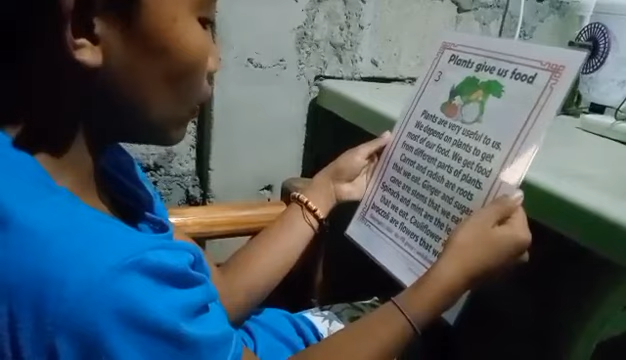 Plants give us food
3
Plants are very useful to us.
We depend on plants to get
most of our food. We get food
from different parts of plants.
Carrot and radish are roots
that we eat. Ginger and sugar
cane are stems that we eat
Spinach and mint are the
that we eat. Cauliflower
broccoli are flowers that we